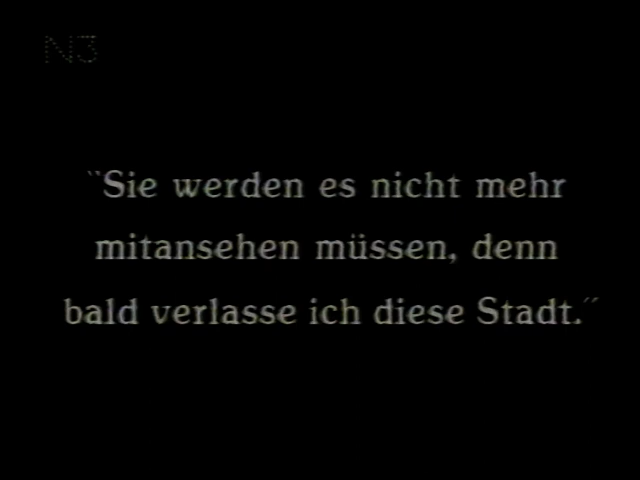 N3
"Sie werden es nicht mehr
mitansehen müssen, denn
bald verlasse ich diese Stadt."